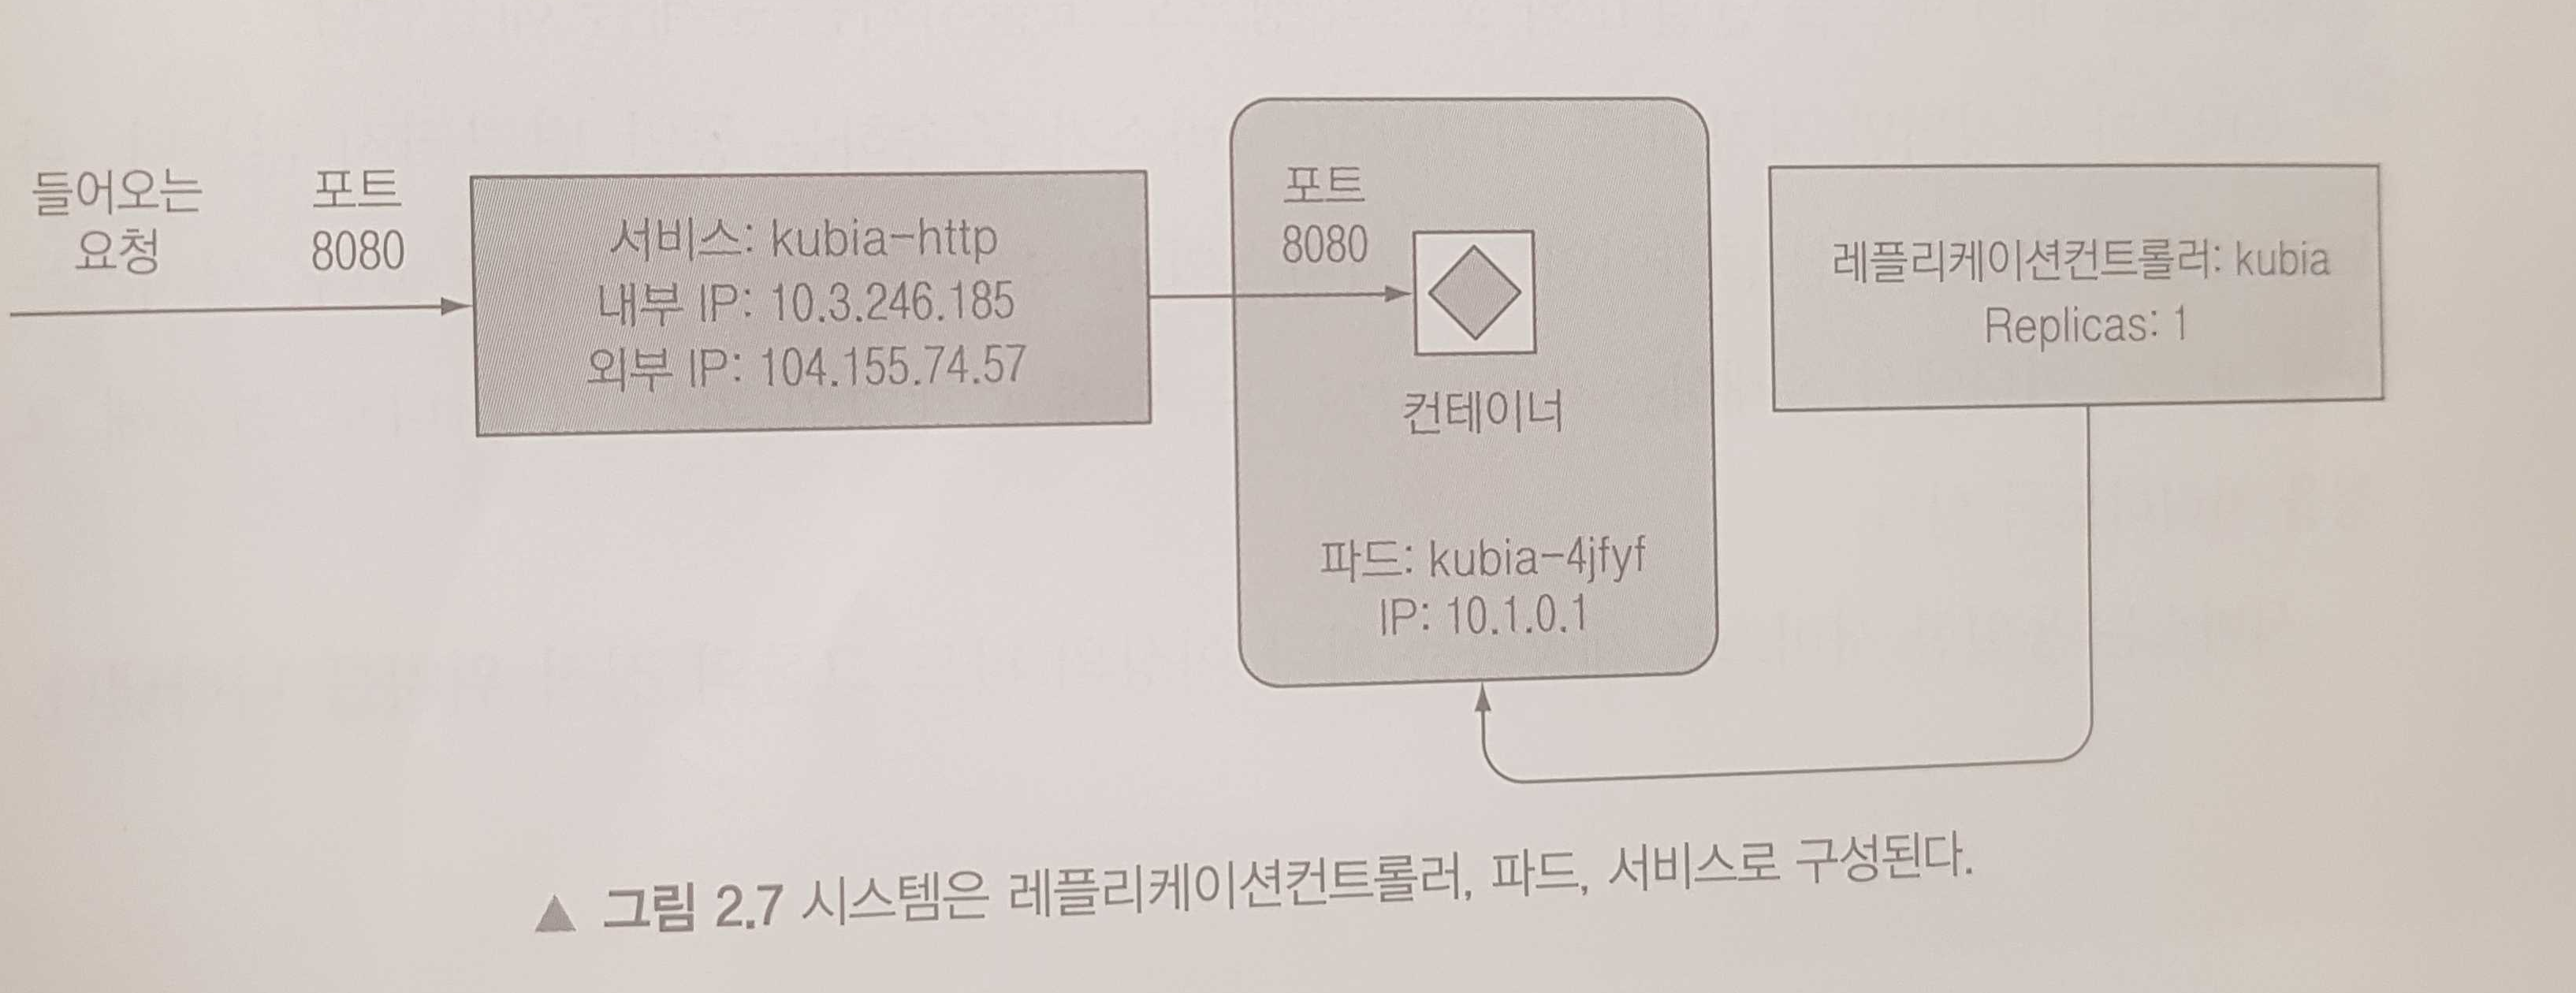 들어오는
요청
포트
8080
서비스: kubia-http
내부 IP: 10.3.246.185
외부 IP: 104.155.74.57
포트
8080
컨테이너
파드: kubia-4jfyf
IP: 10.1.0.1
레플리케이션컨트롤러: kubia
Replicas: 1
▲ 그림 2.7 시스템은 레플리케이션컨트롤러, 파드, 서비스로 구성된다.